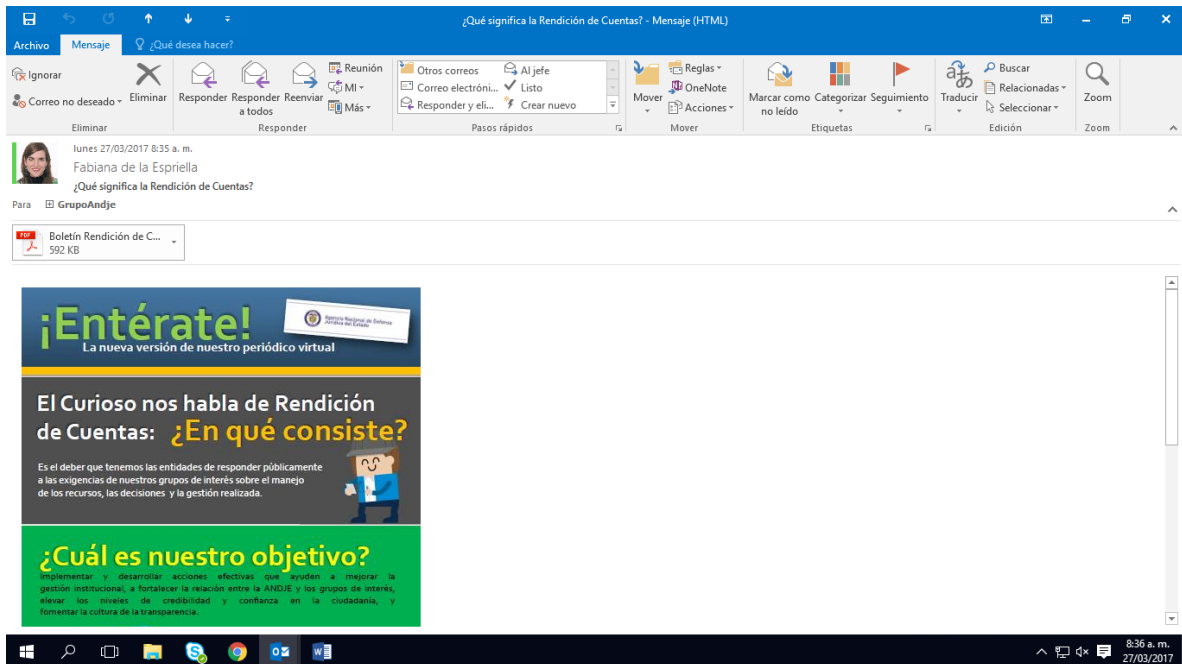 ¿Qué significa la Rendición de Cuentas? - Mensaje (HTML)
Archivo
Mensaje
¿Qué desea hacer?
Ignorar
Correo no deseado
Eliminar
Eliminar
Responder
Responder a todos
Reenviar
Reunión
MI
Más
Responder
Otros correos
Correo electróni...
Responder y eli...
Al jefe
Listo
Crear nuevo
Pasos rápidos
Mover
Reglas
OneNote
Acciones
Mover
Marcar como no leído
Categorizar
Seguimiento
Etiquetas
Traducir
Buscar
Relacionadas
Seleccionar
Edición
Zoom
Zoom
lunes 27/03/2017 8:35 a. m.
Fabiana de la Espriella
¿Qué significa la Rendición de Cuentas?
Para GrupoAndje
PDF
Boletín Rendición de C...
592 KB
¡Entérate!
Agencia Nacional de Defensa
Jurídica del Estado
La nueva versión de nuestro periódico virtual
El Curioso nos habla de Rendición
de Cuentas: ¿En qué consiste?
Es el deber que tenemos las entidades de responder públicamente
a las exigencias de nuestros grupos de interés sobre el manejo
de los recursos, las decisiones y la gestión realizada.
¿Cuál es nuestro objetivo?
Implementar y desarrollar acciones efectivas que ayuden a mejorar la
gestión institucional, a fortalecer la relación entre la ANDJE y los grupos de interés,
elevar los niveles de credibilidad y confianza en la ciudadanía, y
fomentar la cultura de la transparencia.
8:36 a. m.
27/03/2017